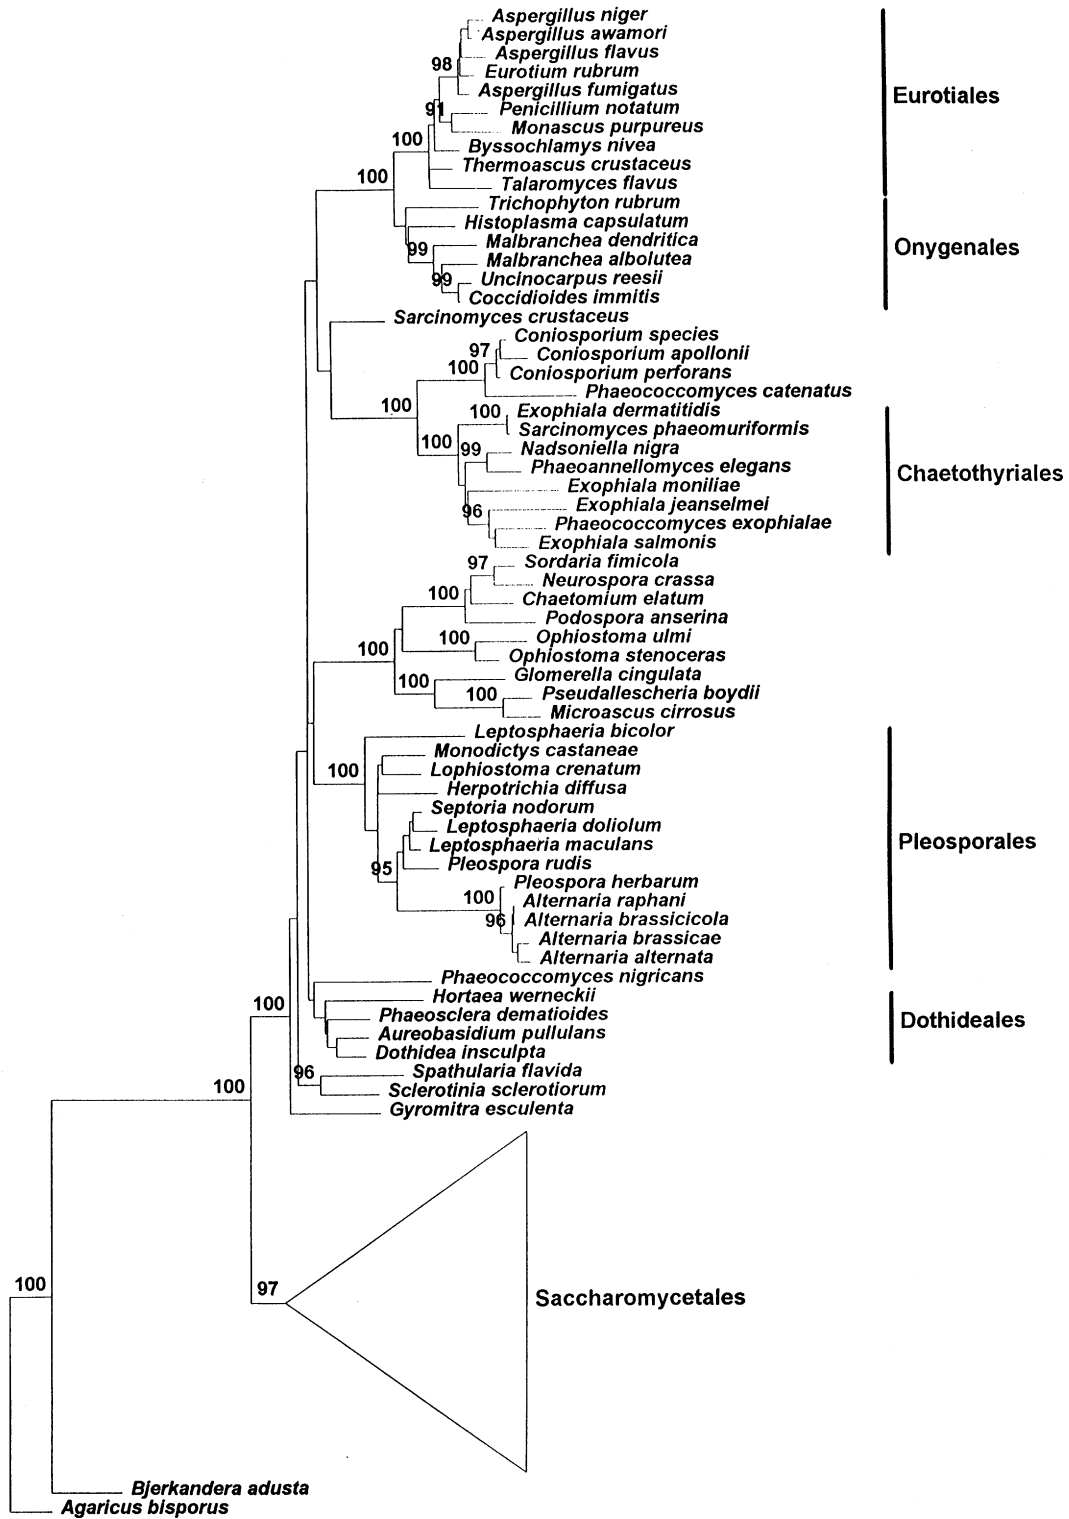 Aspergillus niger
Aspergillus awamori
Aspergillus flavus
98
Eurotium rubrum
Aspergillus fumigatus
Eurotiales
91
Penicillium notatum
Monascus purpureus
100
Byssochlamys nivea
Thermoascus crustaceus
100
Talaromyces flavus
Trichophyton rubrum
Histoplasma capsulatum
99
Malbranchea dendritica
Onygenales
Malbranchea albolutea
99
Uncinocarpus reesii
Coccidioides immitis
Sarcinomyces crustaceus
Coniosporium species
97
Coniosporium apollonii
100
Coniosporium perforans
Phaeococcomyces catenatus
100
100
Exophiala dermatitidis
Sarcinomyces phaeomuriformis
100
99
Nadsoniella nigra
Phaeoannellomyces elegans
Chaetothyriales
Exophiala moniliae
96
Exophiala jeanselmei
Phaeococcomyces exophialae
Exophiala salmonis
97
Sordaria fimicola
Neurospora crassa
100
Chaetomium elatum
Podospora anserina
100
Ophiostoma ulmi
100
Ophiostoma stenoceras
100
Glomerella cingulata
100
Pseudallescheria boydii
Microascus cirrosus
Leptosphaeria bicolor
Monodictys castaneae
100
Lophiostoma crenatum
Herpotrichia diffusa
Septoria nodorum
Leptosphaeria doliolum
Leptosphaeria maculans
Pleosporales
95
Pleospora rudis
Pleospora herbarum
100
Alternaria raphani
96
Alternaria brassicicola
Alternaria brassicae
Alternaria alternata
Phaeococcomyces nigricans
100
Hortaea werneckii
Phaeosclera dematioides
Dothideales
Aureobasidium pullulans
Dothidea insculpta
96
Spathularia flavida
100
Sclerotinia sclerotiorum
Gyromitra esculenta
100
97
Saccharomycetales
Bjerkandera adusta
Agaricus bisporus